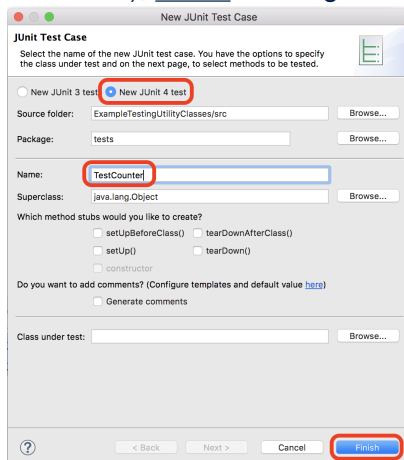 New JUnit Test Case
JUnit Test Case
Select the name of the new JUnit test case. You have the options to specify
the class under test and on the next page, to select methods to be tested.
New JUnit 3 test New JUnit 4 test
Source folder: ExampleTestingUtilityClasses/src Browse...
Package: tests Browse...
Name: TestCounter
Superclass: java.lang.Object Browse...
Which method stubs would you like to create?
setUpBeforeClass() tearDownAfterClass()
setUp() tearDown()
constructor
Do you want to add comments? (Configure templates and default value here)
Generate comments
Class under test: Browse...
? < Back Next > Cancel Finish